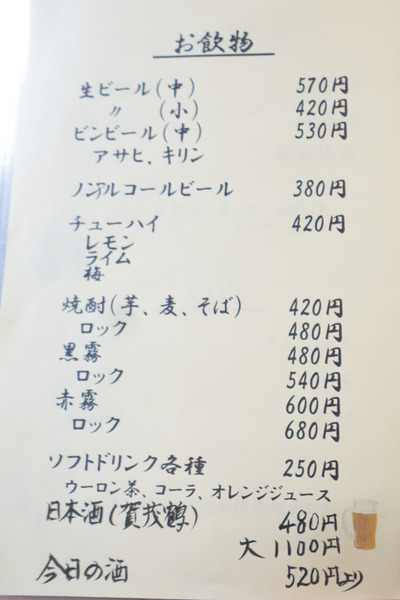 お飲物
生ビール(中) 570円
〃 (小) 420円
ビンビール(中) 530円
アサヒ、キリン
ノンアルコールビール 380円
チューハイ 420円
レモン
ライム
梅
焼酎(芋、麦、そば) 420円
ロック 480円
黒霧 480円
ロック 540円
赤霧 600円
ロック 680円
ソフトドリンク各種 250円
ウーロン茶、コーラ、オレンジジュース
日本酒(賀茂鶴) 480円
大 1100円
今日の酒 520円より